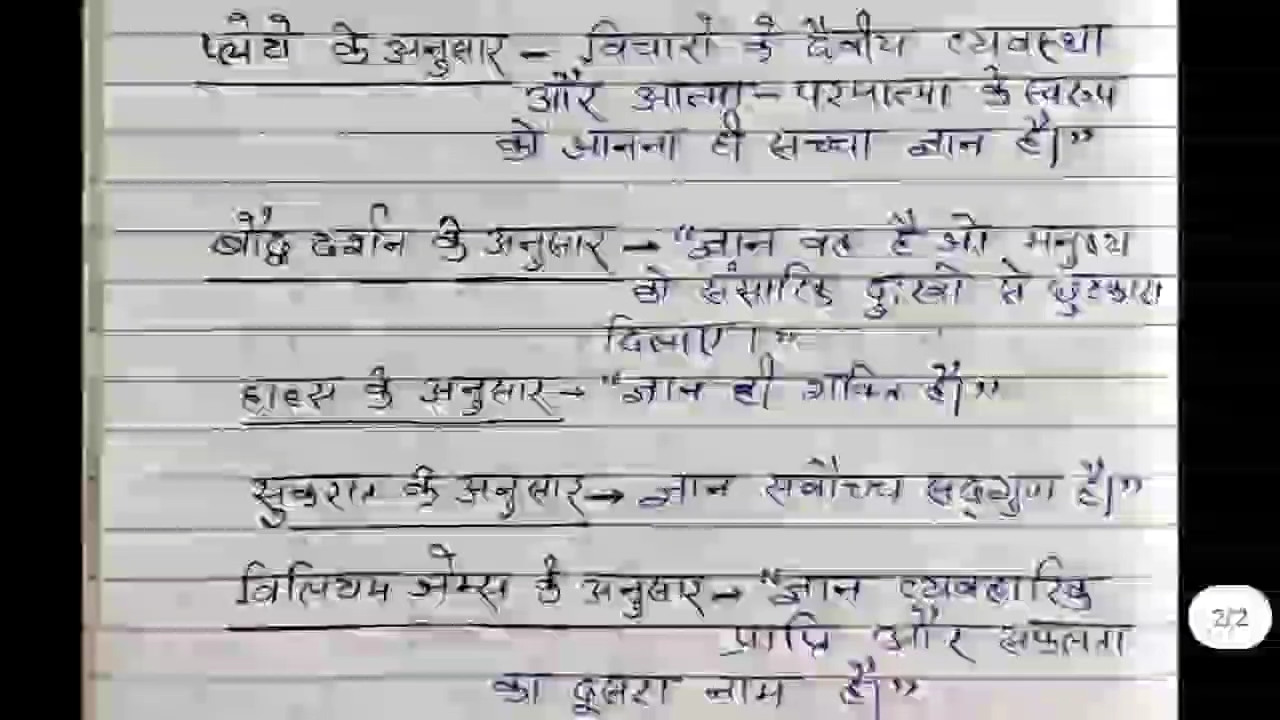 प्लेटो के अनुसार – विचारो के दैवीय व्यवस्था
और आत्मा – परमात्मा के स्वरूप
को जानना ही सच्चा ज्ञान है।”
बौद्ध दर्शन के अनुसार → “ज्ञान वह है जो मनुष्य
को संसारिक दुःखो से छुटकारा
दिलाए।”
हाब्स के अनुसार → “ज्ञान ही शक्ति है।”
सुकरात के अनुसार → ज्ञान सर्वोच्च सद्‌गुण है।”
विलियम जेम्स के अनुसार → “ज्ञान व्यवहारिक
प्राप्ति और सफलता
का दूसरा नाम है।”
2/2